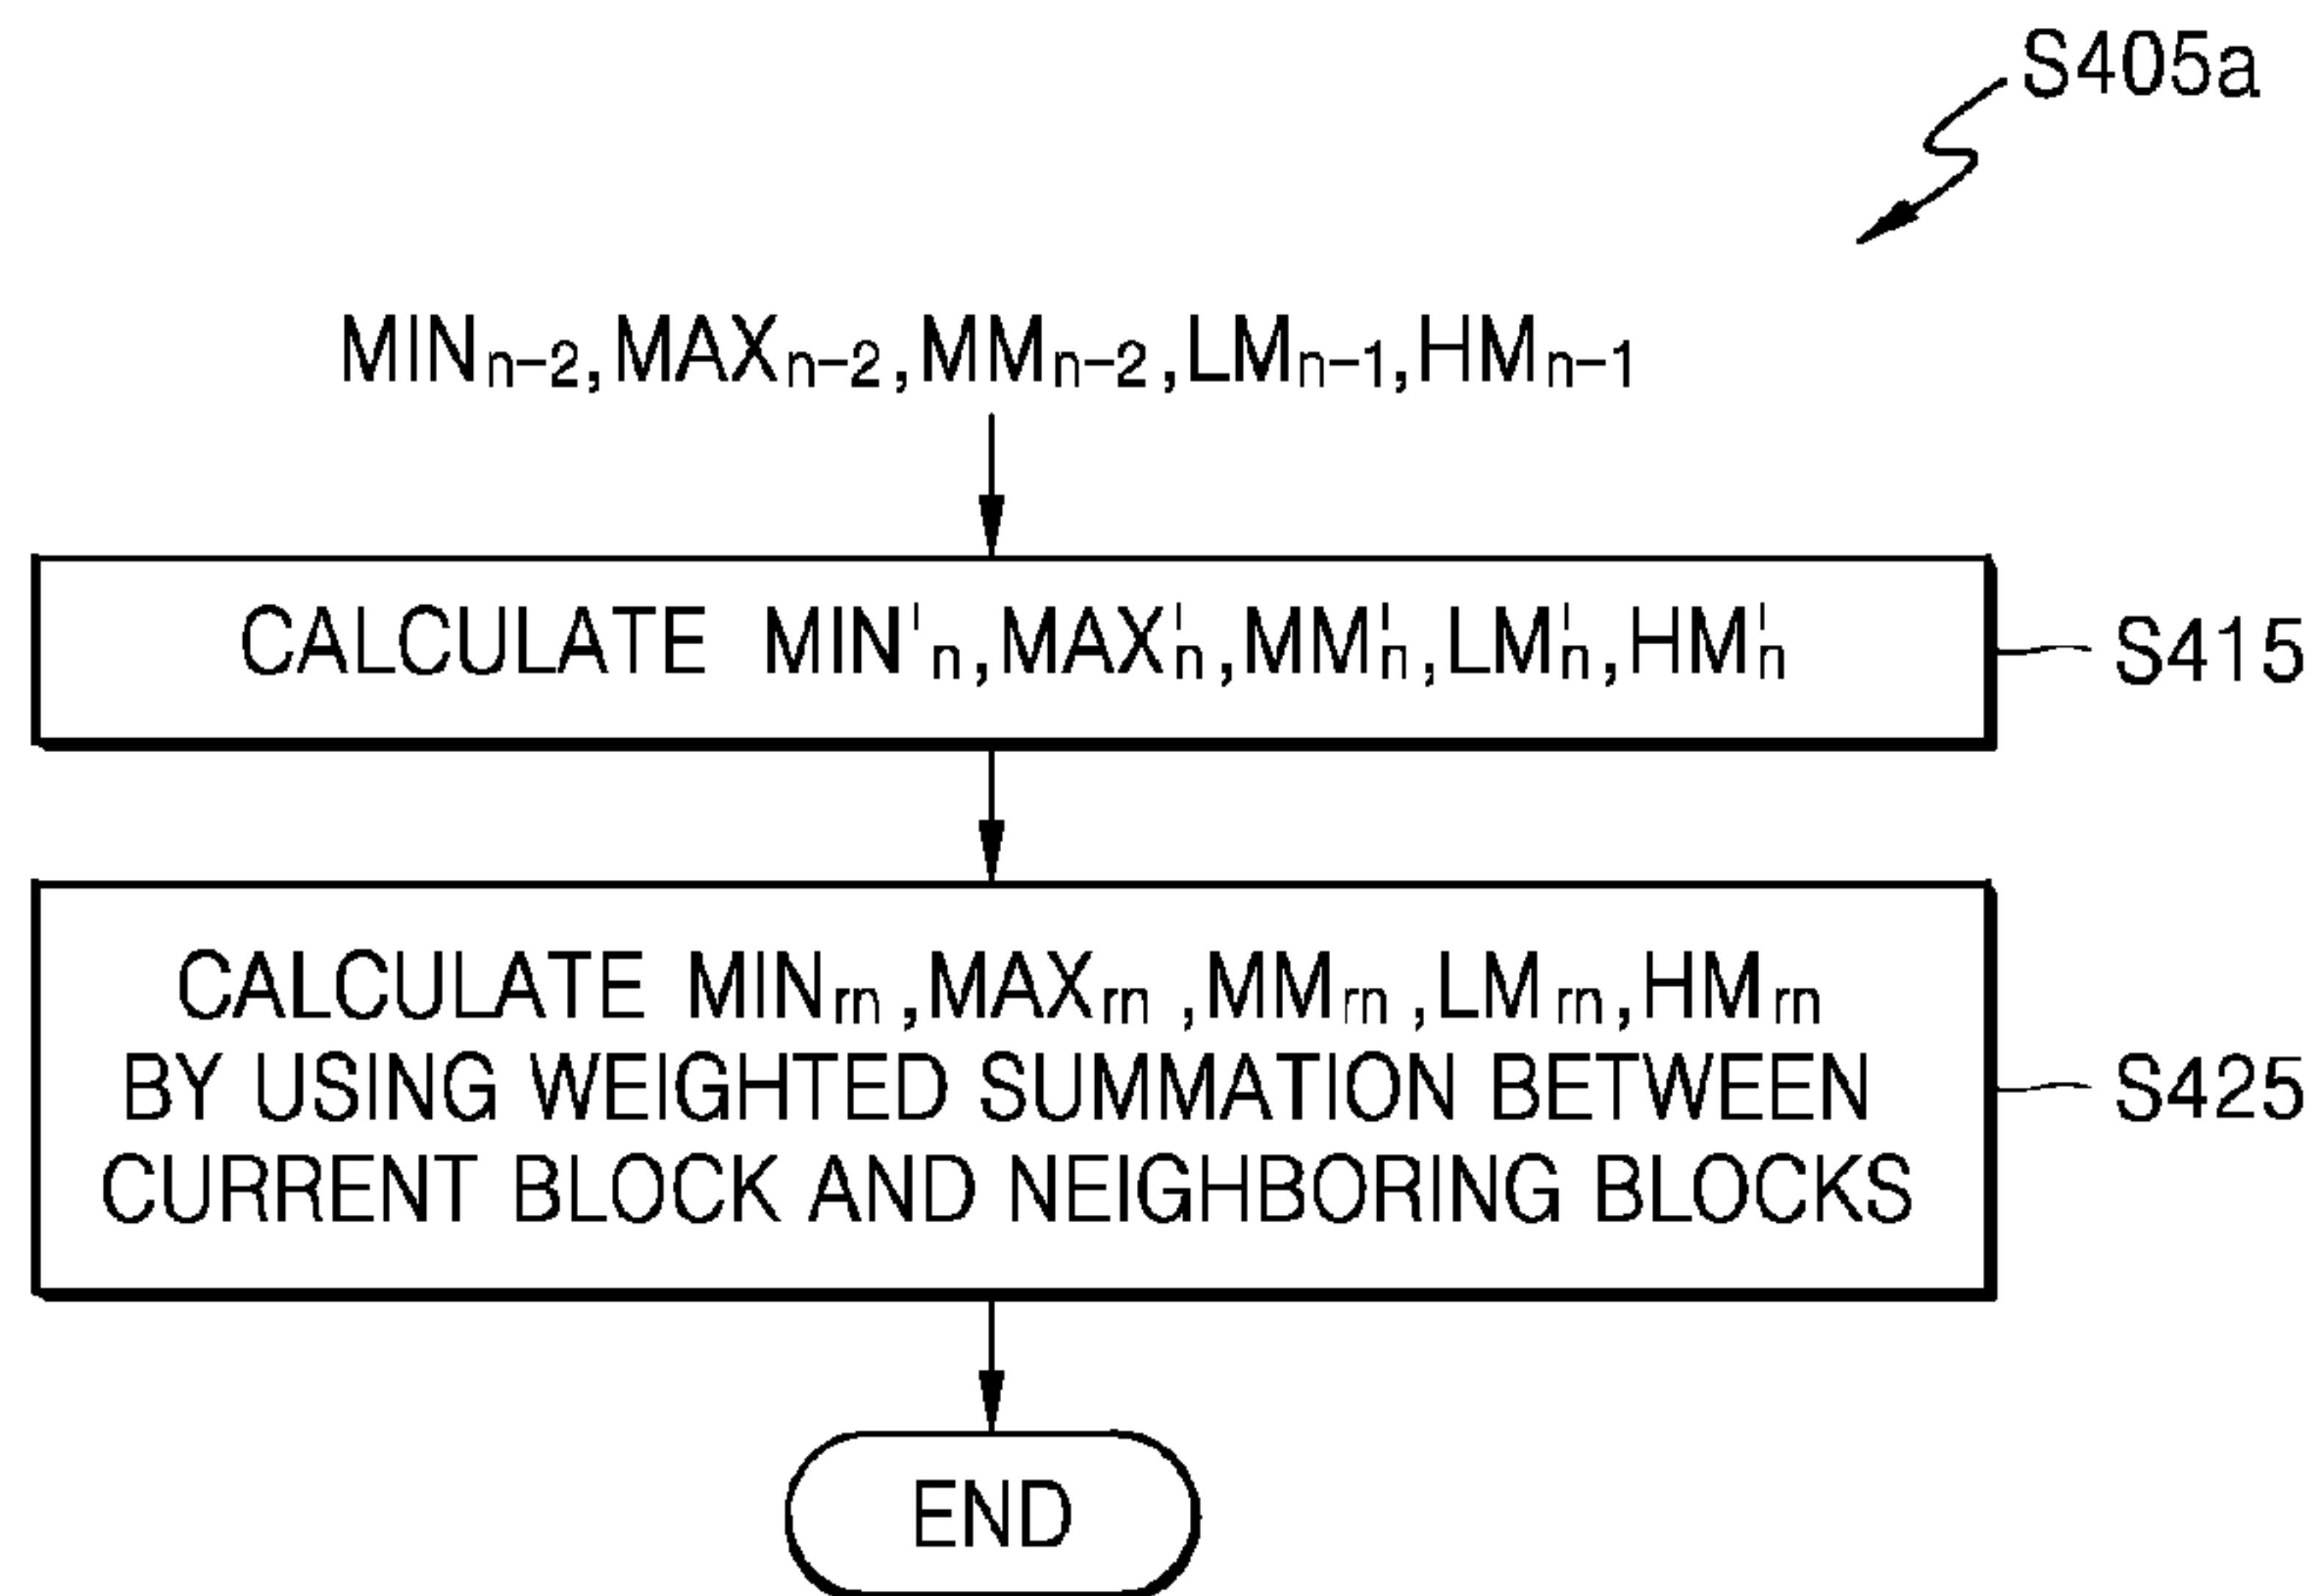 S405a
MINₙ₋₂,MAXₙ₋₂,MMₙ₋₂,LMₙ₋₁,HMₙ₋₁
CALCULATE MIN'ₙ,MAX'ₙ,MM'ₙ,LM'ₙ,HM'ₙ
S415
CALCULATE MINᵣₙ,MAXᵣₙ,MMᵣₙ,LMᵣₙ,HMᵣₙ
BY USING WEIGHTED SUMMATION BETWEEN
S425
CURRENT BLOCK AND NEIGHBORING BLOCKS
END